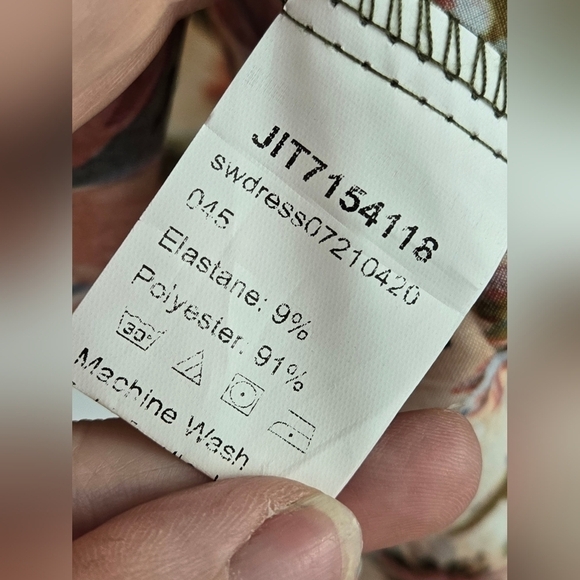 JIT7154118
swdress07210420
045
Elastane: 9%
Polyester: 91%
30°
Machine Wash